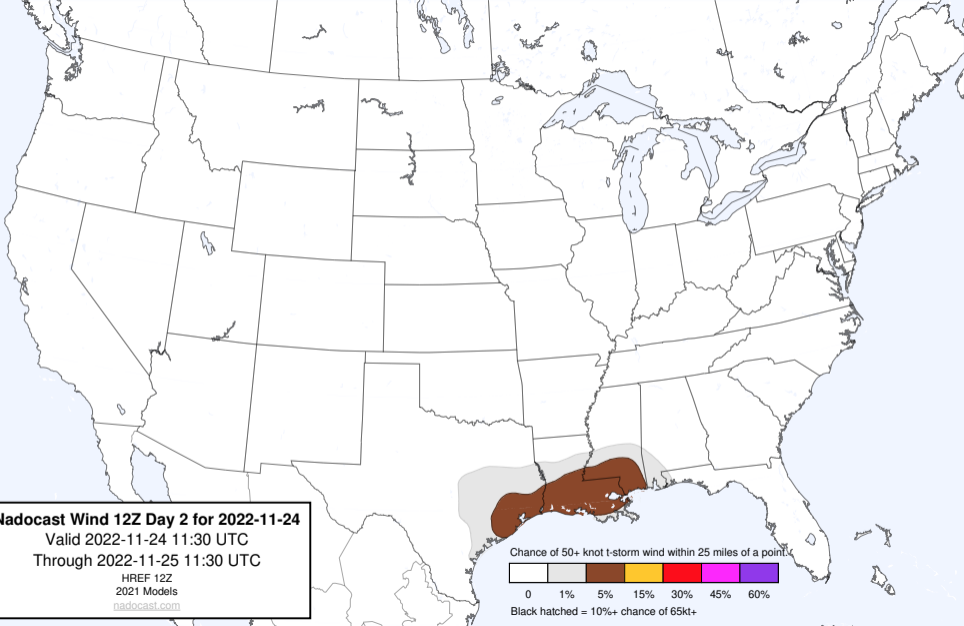 Nadocast Wind 12Z Day 2 for 2022-11-24
Valid 2022-11-24 11:30 UTC
Through 2022-11-25 11:30 UTC
HREF 12Z
2021 Models
nadocast.com
Chance of 50+ knot t-storm wind within 25 miles of a point.
0 1% 5% 15% 30% 45% 60%
Black hatched = 10%+ chance of 65kt+